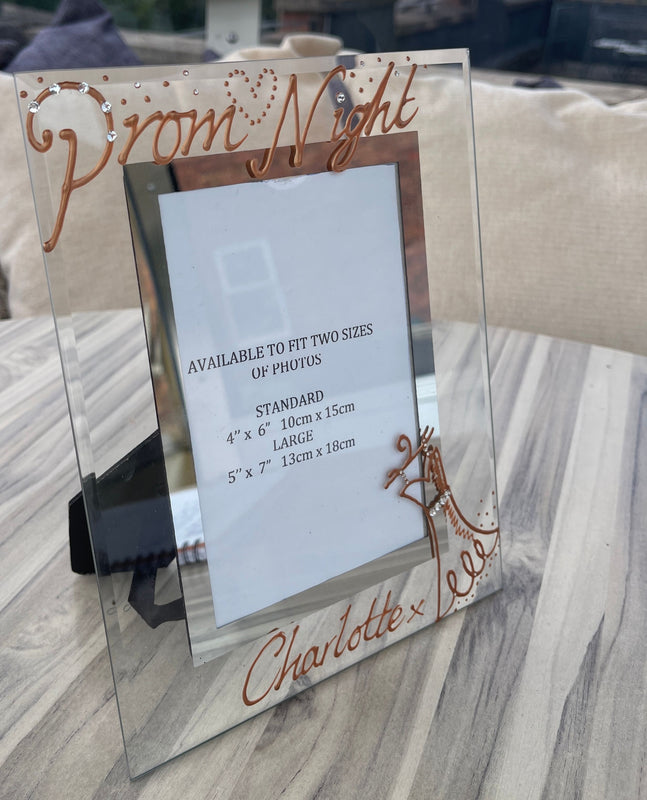 Prom Night
AVAILABLE TO FIT TWO SIZES
OF PHOTOS
STANDARD
4" x 6" 10cm x 15cm
LARGE
5" x 7" 13cm x 18cm
Charlotte x